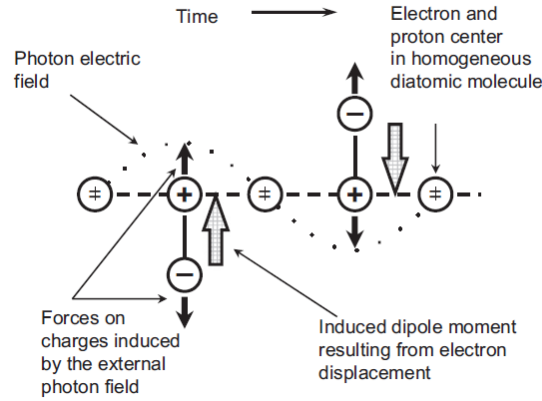 Time
Electron and
proton center
in homogeneous
diatomic molecule
Photon electric
field
−
‡ + ‡ + ‡
−
Forces on
charges induced
by the external
photon field
Induced dipole moment
resulting from electron
displacement